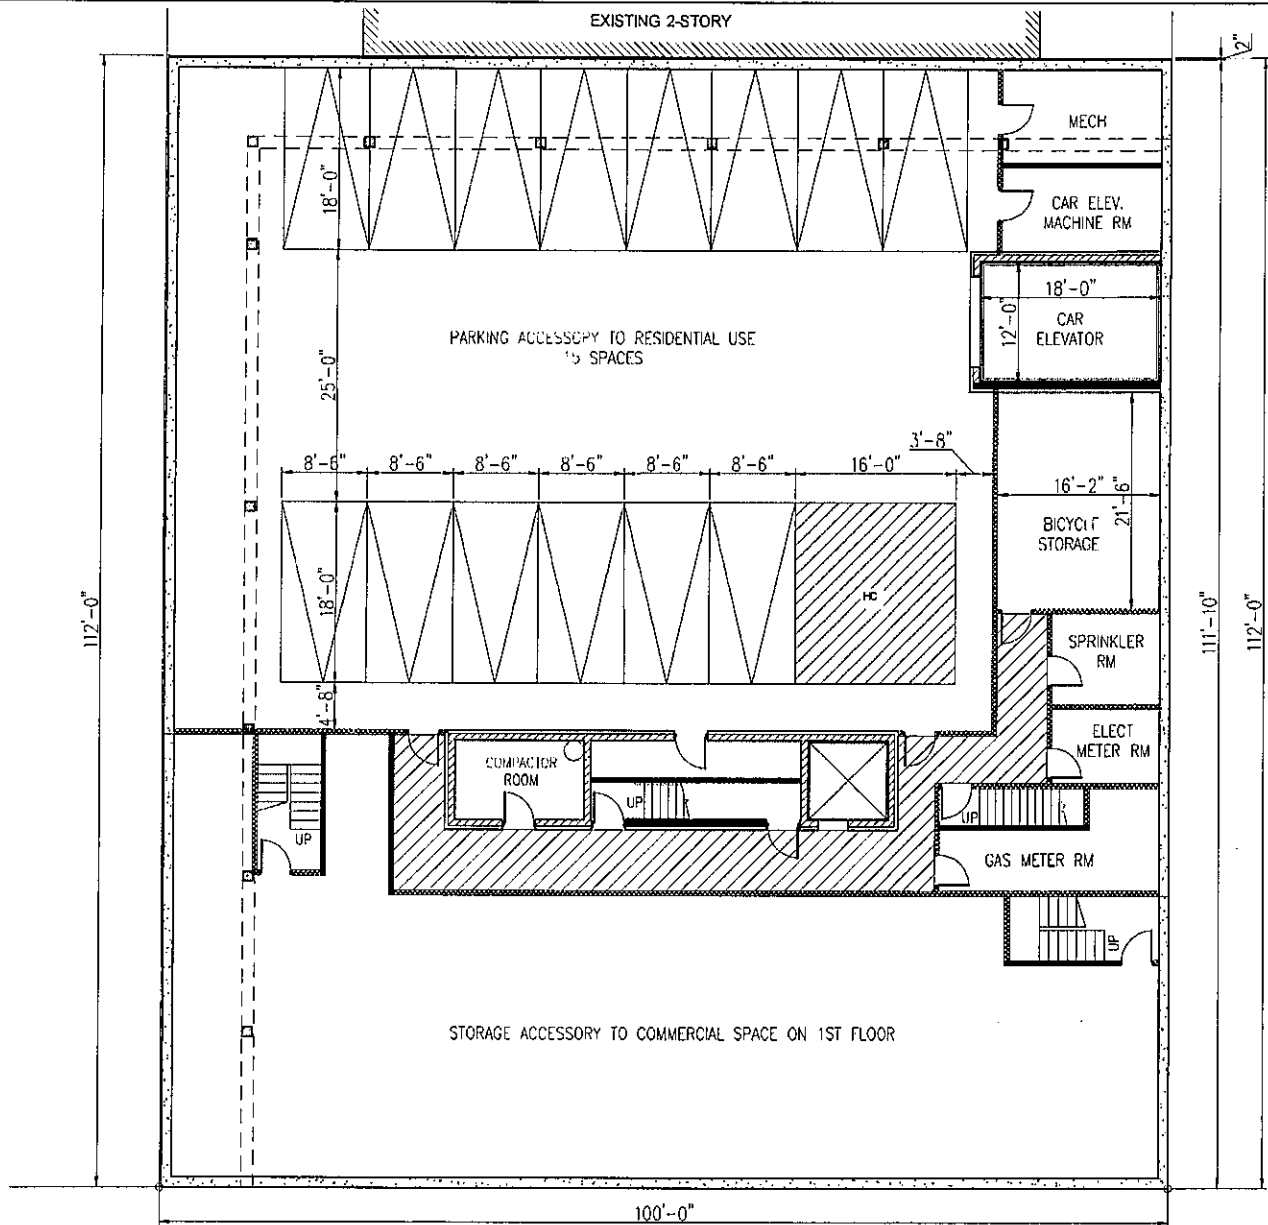 EXISTING 2-STORY
2"
MECH
18'-0"
CAR ELEV.
MACHINE RM
18'-0"
12'-0"
CAR
ELEVATOR
PARKING ACCESSORY TO RESIDENTIAL USE
15 SPACES
25'-0"
3'-8"
8'-6" 8'-6" 8'-6" 8'-6" 8'-6" 8'-6" 16'-0"
16'-2"
21'-6"
BICYCLE
STORAGE
18'-0"
HC
112'-0"
111'-10"
112'-0"
SPRINKLER
RM
4'-8"
ELECT
METER RM
COMPACTOR
ROOM
UP
UP
UP
GAS METER RM
UP
STORAGE ACCESSORY TO COMMERCIAL SPACE ON 1ST FLOOR
100'-0"